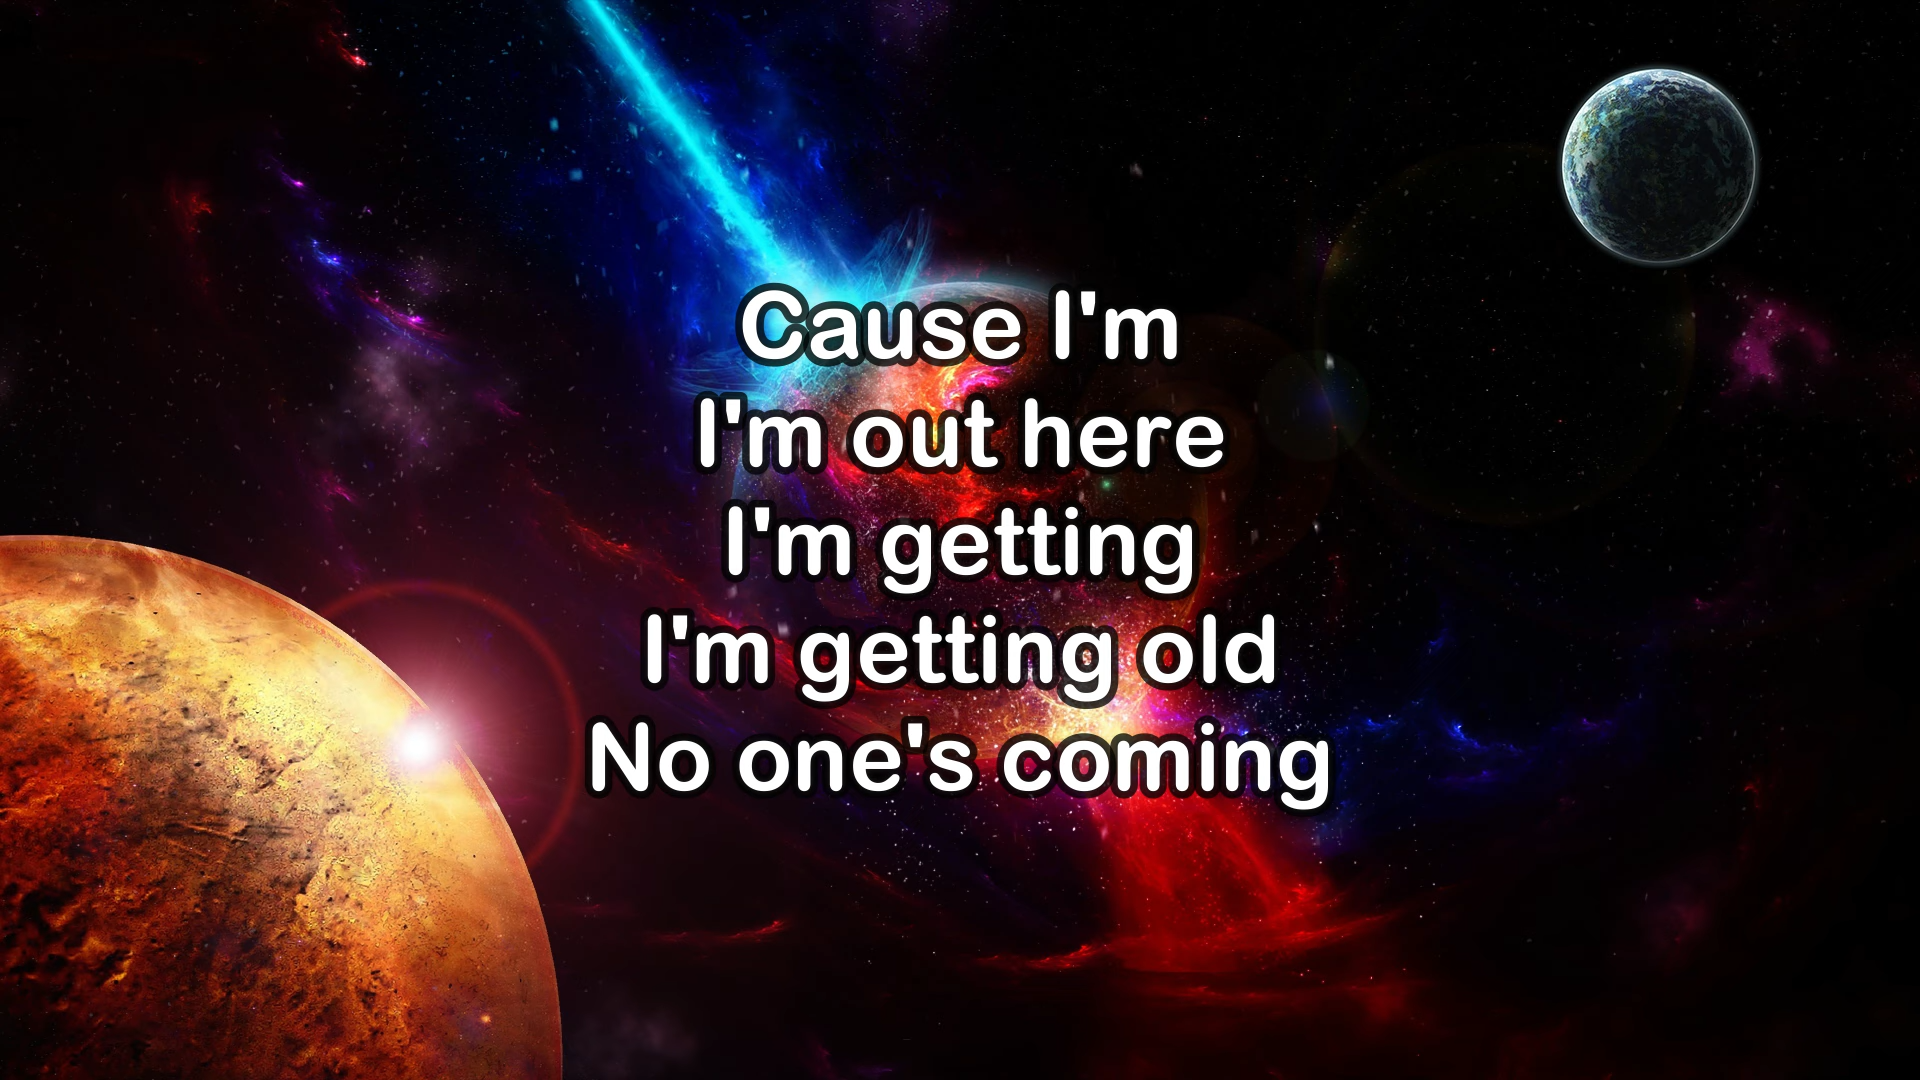 Cause I'm
I'm out here
I'm getting
I'm getting old
No one's coming